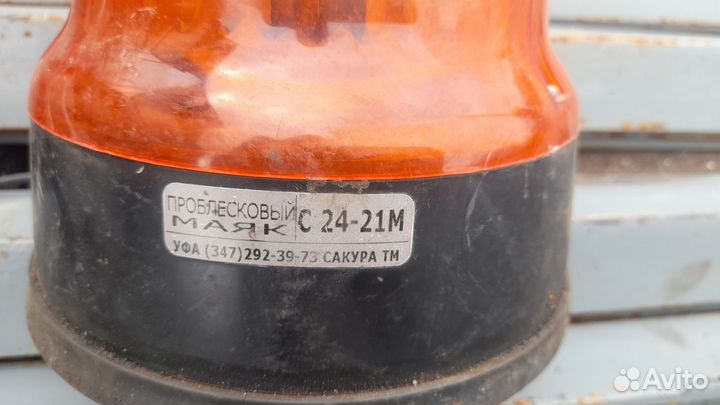 ПРОБЛЕСКОВЫЙ
МАЯК
С 24-21М
УФА (347)292-39-73 САКУРА ТМ
Avito